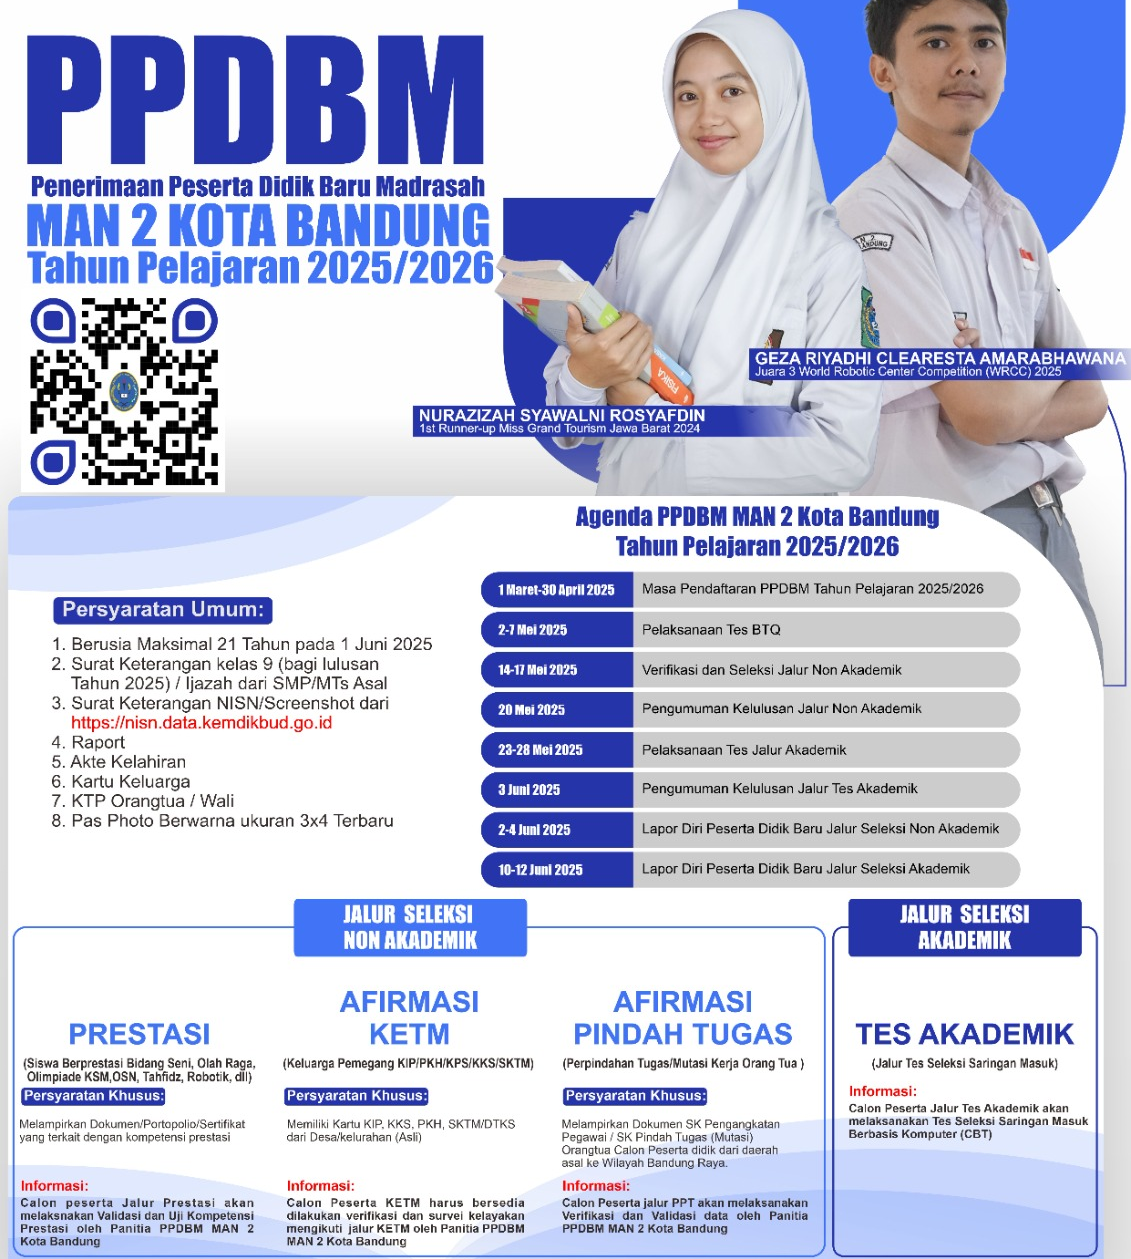 PPDBM
Penerimaan Peserta Didik Baru Madrasah
MAN 2 KOTA BANDUNG
Tahun Pelajaran 2025/2026
N 2
BANDUNG
FISIKA
GEZA RIYADHI CLEARESTA AMARABHAWANA
Juara 3 World Robotic Center Competition (WRCC) 2025
NURAZIZAH SYAWALNI ROSYAFDIN
1st Runner-up Miss Grand Tourism Jawa Barat 2024
Agenda PPDBM MAN 2 Kota Bandung
Tahun Pelajaran 2025/2026
1 Maret-30 April 2025 Masa Pendaftaran PPDBM Tahun Pelajaran 2025/2026
2-7 Mei 2025 Pelaksanaan Tes BTQ
14-17 Mei 2025 Verifikasi dan Seleksi Jalur Non Akademik
20 Mei 2025 Pengumuman Kelulusan Jalur Non Akademik
23-28 Mei 2025 Pelaksanaan Tes Jalur Akademik
3 Juni 2025 Pengumuman Kelulusan Jalur Tes Akademik
2-4 Juni 2025 Lapor Diri Peserta Didik Baru Jalur Seleksi Non Akademik
10-12 Juni 2025 Lapor Diri Peserta Didik Baru Jalur Seleksi Akademik
Persyaratan Umum:
1. Berusia Maksimal 21 Tahun pada 1 Juni 2025
2. Surat Keterangan kelas 9 (bagi lulusan
Tahun 2025) / Ijazah dari SMP/MTs Asal
3. Surat Keterangan NISN/Screenshot dari
https://nisn.data.kemdikbud.go.id
4. Raport
5. Akte Kelahiran
6. Kartu Keluarga
7. KTP Orangtua / Wali
8. Pas Photo Berwarna ukuran 3x4 Terbaru
JALUR SELEKSI
NON AKADEMIK
PRESTASI
(Siswa Berprestasi Bidang Seni, Olah Raga,
Olimpiade KSM,OSN, Tahfidz, Robotik, dll)
Persyaratan Khusus:
Melampirkan Dokumen/Portopolio/Sertifikat
yang terkait dengan kompetensi prestasi
Informasi:
Calon peserta Jalur Prestasi akan
melaksnakan Validasi dan Uji Kompetensi
Prestasi oleh Panitia PPDBM MAN 2
Kota Bandung
AFIRMASI
KETM
(Keluarga Pemegang KIP/PKH/KPS/KKS/SKTM)
Persyaratan Khusus:
Memiliki Kartu KIP, KKS, PKH, SKTM/DTKS
dari Desa/kelurahan (Asli)
Informasi:
Calon Peserta KETM harus bersedia
dilakukan verifikasi dan survei kelayakan
mengikuti jalur KETM oleh Panitia PPDBM
MAN 2 Kota Bandung
AFIRMASI
PINDAH TUGAS
(Perpindahan Tugas/Mutasi Kerja Orang Tua )
Persyaratan Khusus:
Melampirkan Dokumen SK Pengangkatan
Pegawai / SK Pindah Tugas (Mutasi)
Orangtua Calon Peserta didik dari daerah
asal ke Wilayah Bandung Raya.
Informasi:
Calon Peserta jalur PPT akan melaksanakan
Verifikasi dan Validasi data oleh Panitia
PPDBM MAN 2 Kota Bandung
JALUR SELEKSI
AKADEMIK
TES AKADEMIK
(Jalur Tes Seleksi Saringan Masuk)
Informasi:
Calon Peserta Jalur Tes Akademik akan
melaksanakan Tes Seleksi Saringan Masuk
Berbasis Komputer (CBT)